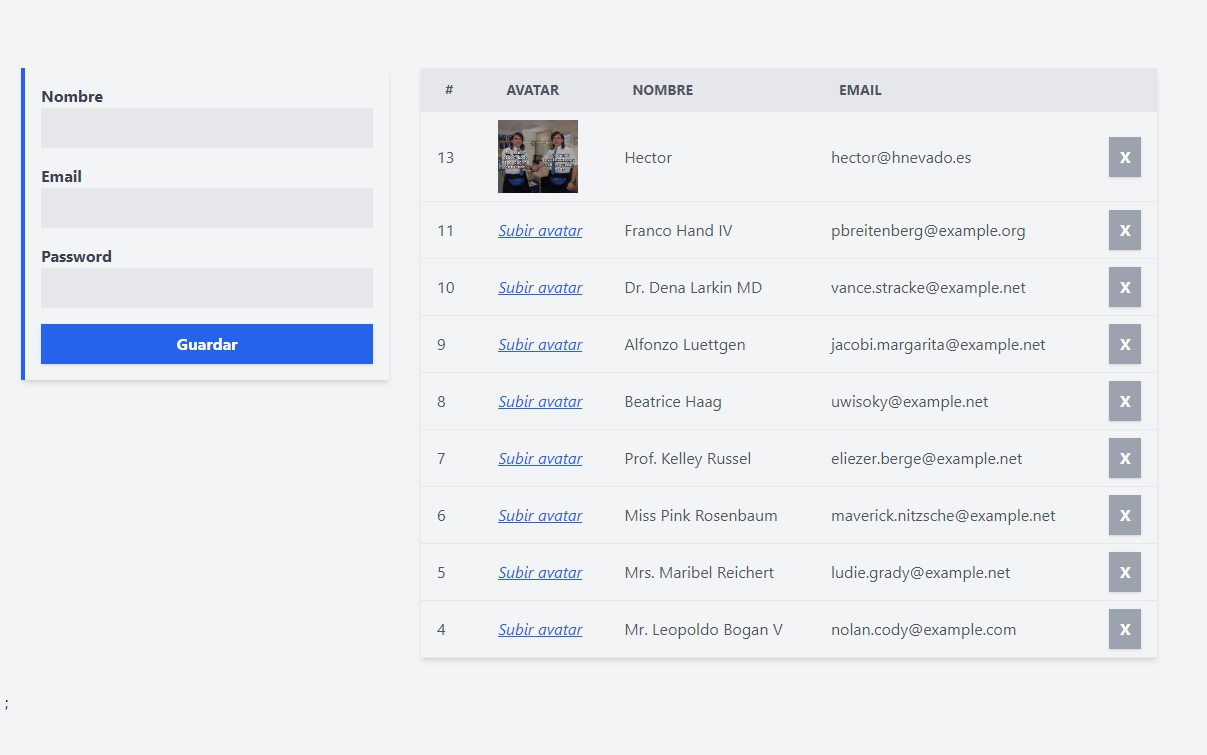 Nombre
Email
Password
Guardar
# AVATAR NOMBRE EMAIL
13 Hector hector@hnevado.es X
11 Subir avatar Franco Hand IV pbreitenberg@example.org X
10 Subir avatar Dr. Dena Larkin MD vance.stracke@example.net X
9 Subir avatar Alfonzo Luettgen jacobi.margarita@example.net X
8 Subir avatar Beatrice Haag uwisoky@example.net X
7 Subir avatar Prof. Kelley Russel eliezer.berge@example.net X
6 Subir avatar Miss Pink Rosenbaum maverick.nitzsche@example.net X
5 Subir avatar Mrs. Maribel Reichert ludie.grady@example.net X
4 Subir avatar Mr. Leopoldo Bogan V nolan.cody@example.com X
;